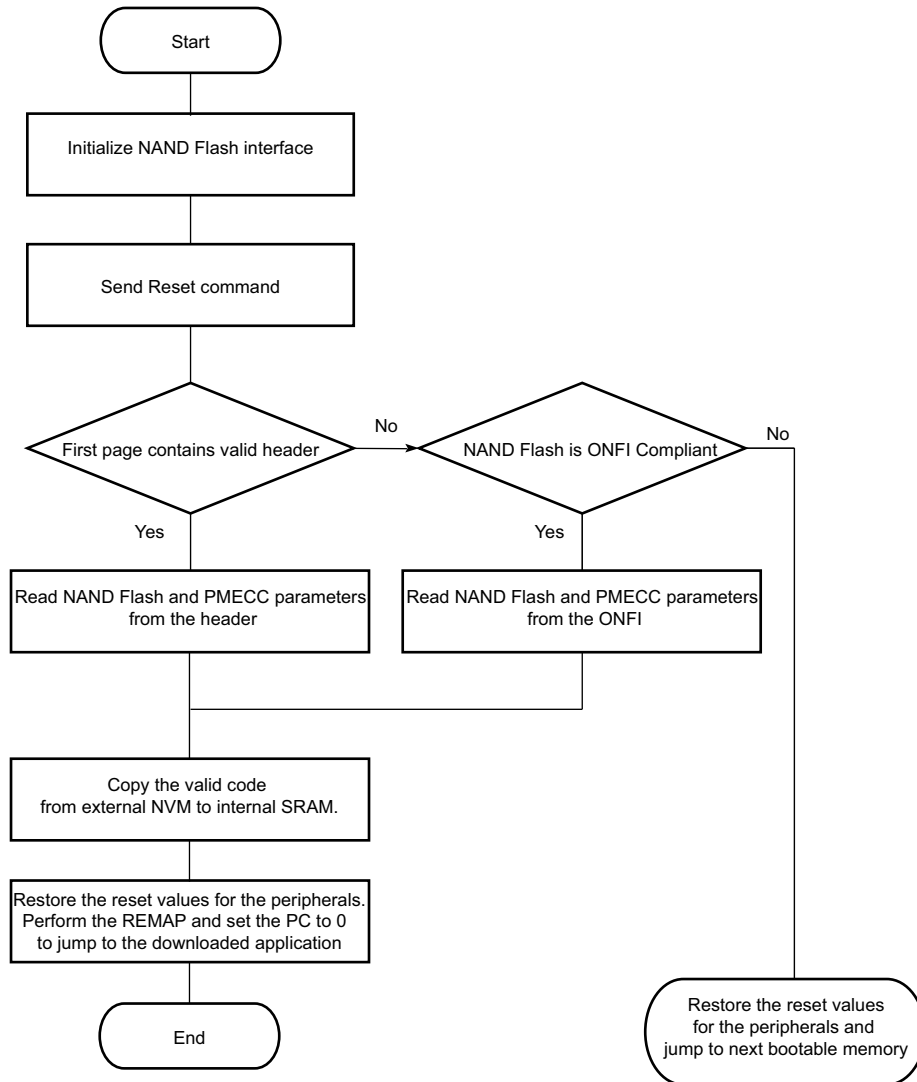 Start
Initialize NAND Flash interface
Send Reset command
First page contains valid header
No
NAND Flash is ONFI Compliant
No
Yes
Yes
Read NAND Flash and PMECC parameters
from the header
Read NAND Flash and PMECC parameters
from the ONFI
Copy the valid code
from external NVM to internal SRAM.
Restore the reset values for the peripherals.
Perform the REMAP and set the PC to 0
to jump to the downloaded application
End
Restore the reset values
for the peripherals and
jump to next bootable memory